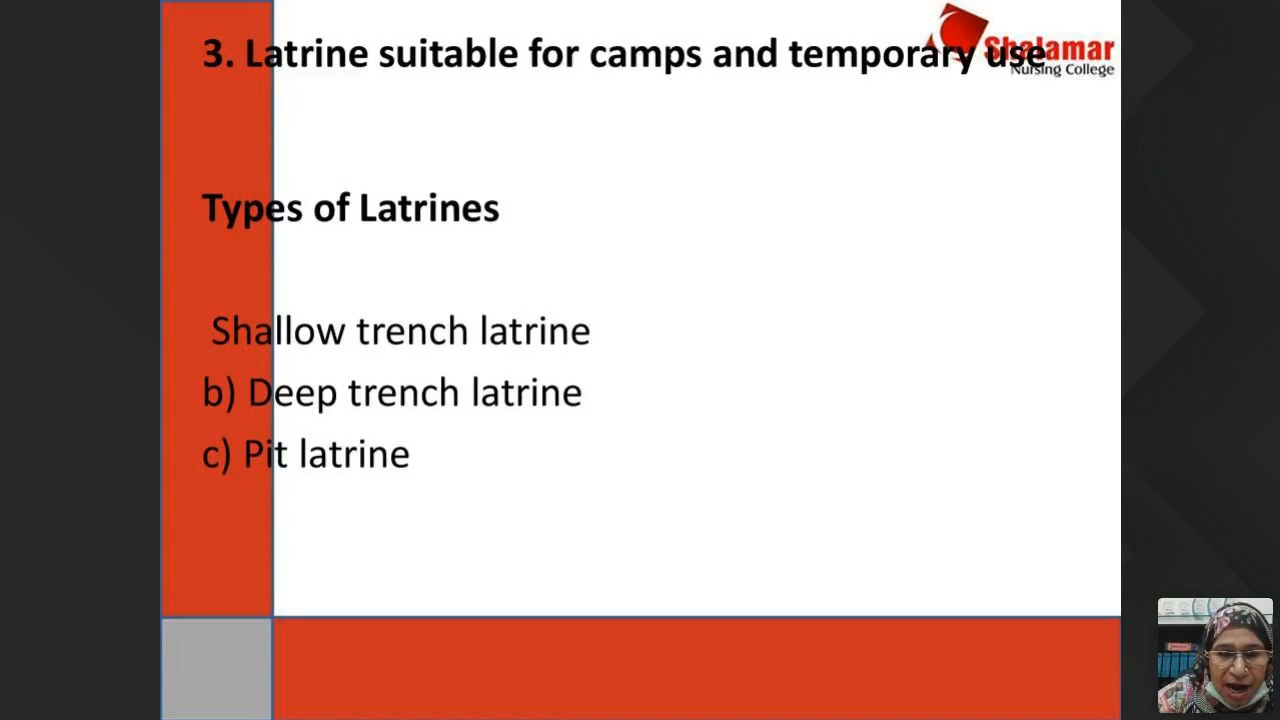 3. Latrine suitable for camps and temporary use
Shalamar
Nursing College
Types of Latrines
Shallow trench latrine
b) Deep trench latrine
c) Pit latrine